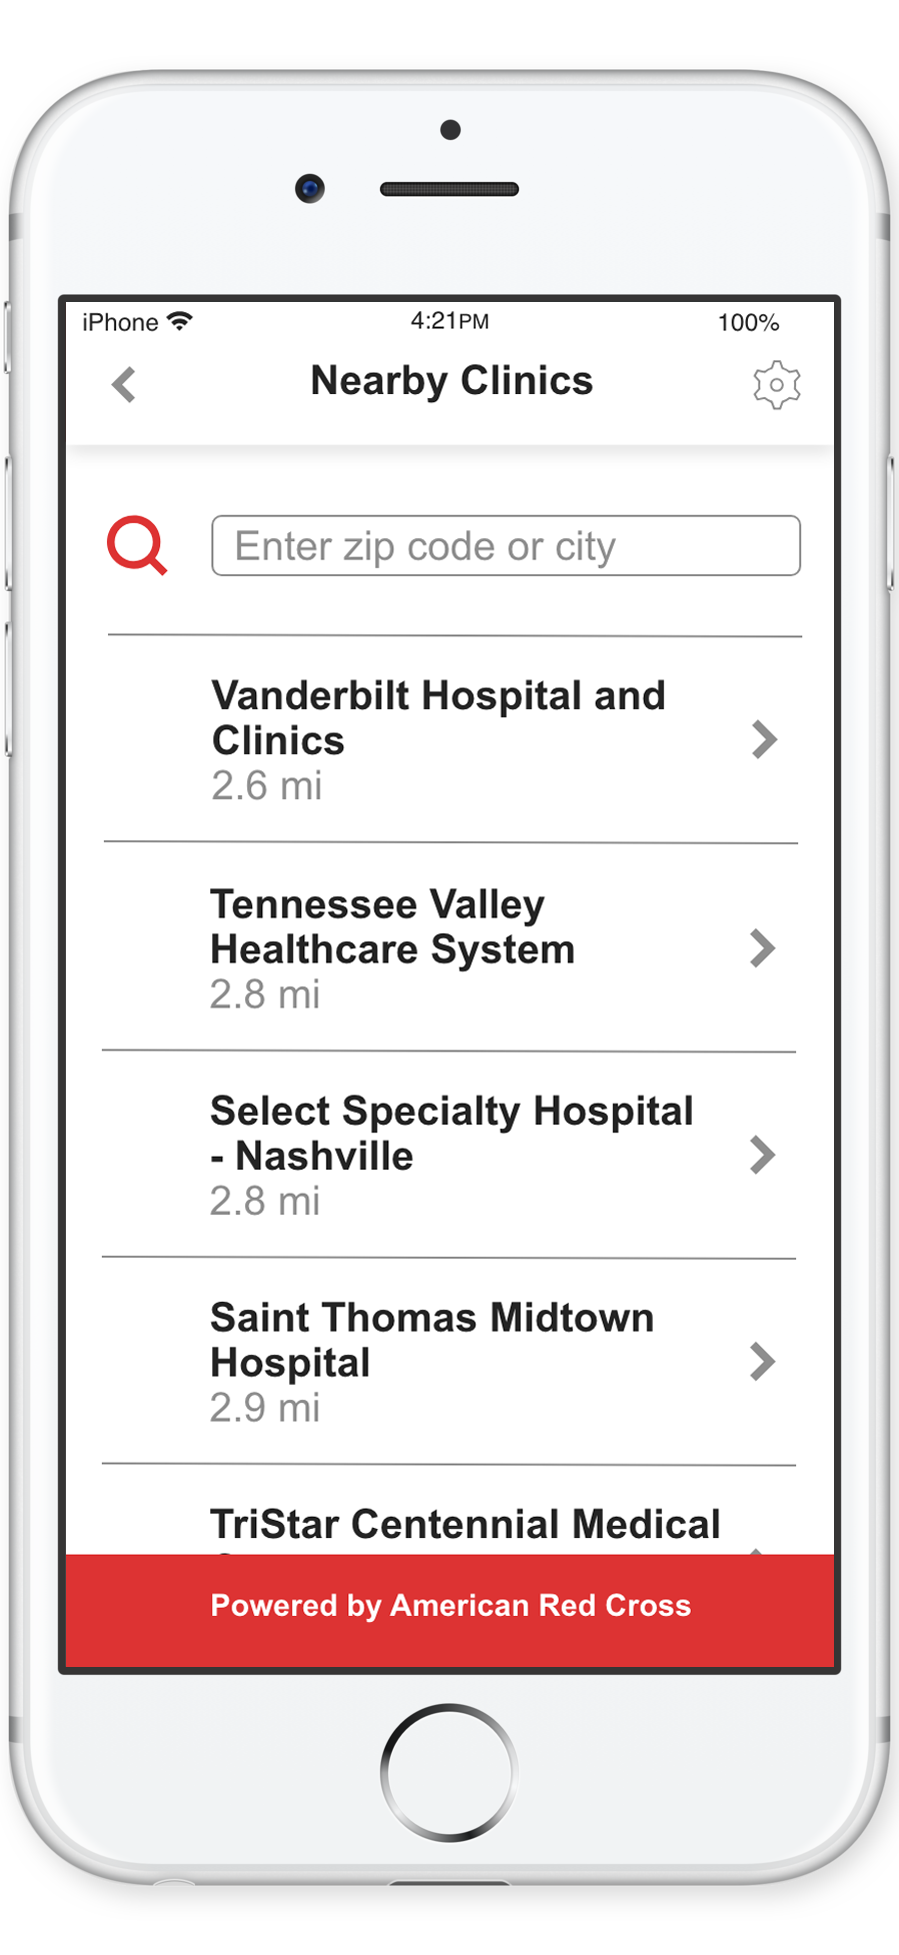 iPhone 4:21PM 100%
Nearby Clinics
Enter zip code or city
Vanderbilt Hospital and
Clinics
2.6 mi
Tennessee Valley
Healthcare System
2.8 mi
Select Specialty Hospital
- Nashville
2.8 mi
Saint Thomas Midtown
Hospital
2.9 mi
TriStar Centennial Medical
Powered by American Red Cross